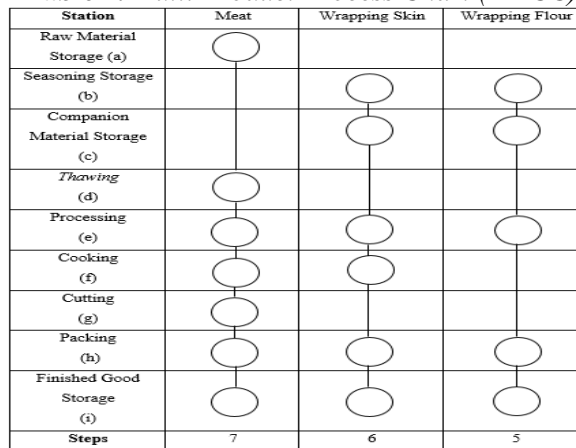 Station Meat Wrapping Skin Wrapping Flour
Raw Material
Storage (a)
Seasoning Storage
(b)
Companion
Material Storage
(c)
Thawing
(d)
Processing
(e)
Cooking
(f)
Cutting
(g)
Packing
(h)
Finished Good
Storage
(i)
Steps 7 6 5